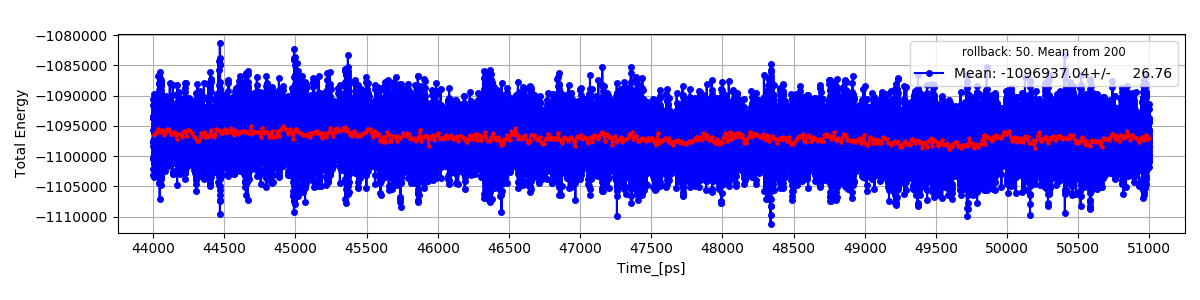 −1080000
−1085000
−1090000
−1095000
−1100000
−1105000
−1110000
Total Energy
rollback: 50. Mean from 200
Mean: -1096937.04+/- 26.76
44000 44500 45000 45500 46000 46500 47000 47500 48000 48500 49000 49500 50000 50500 51000
Time_[ps]